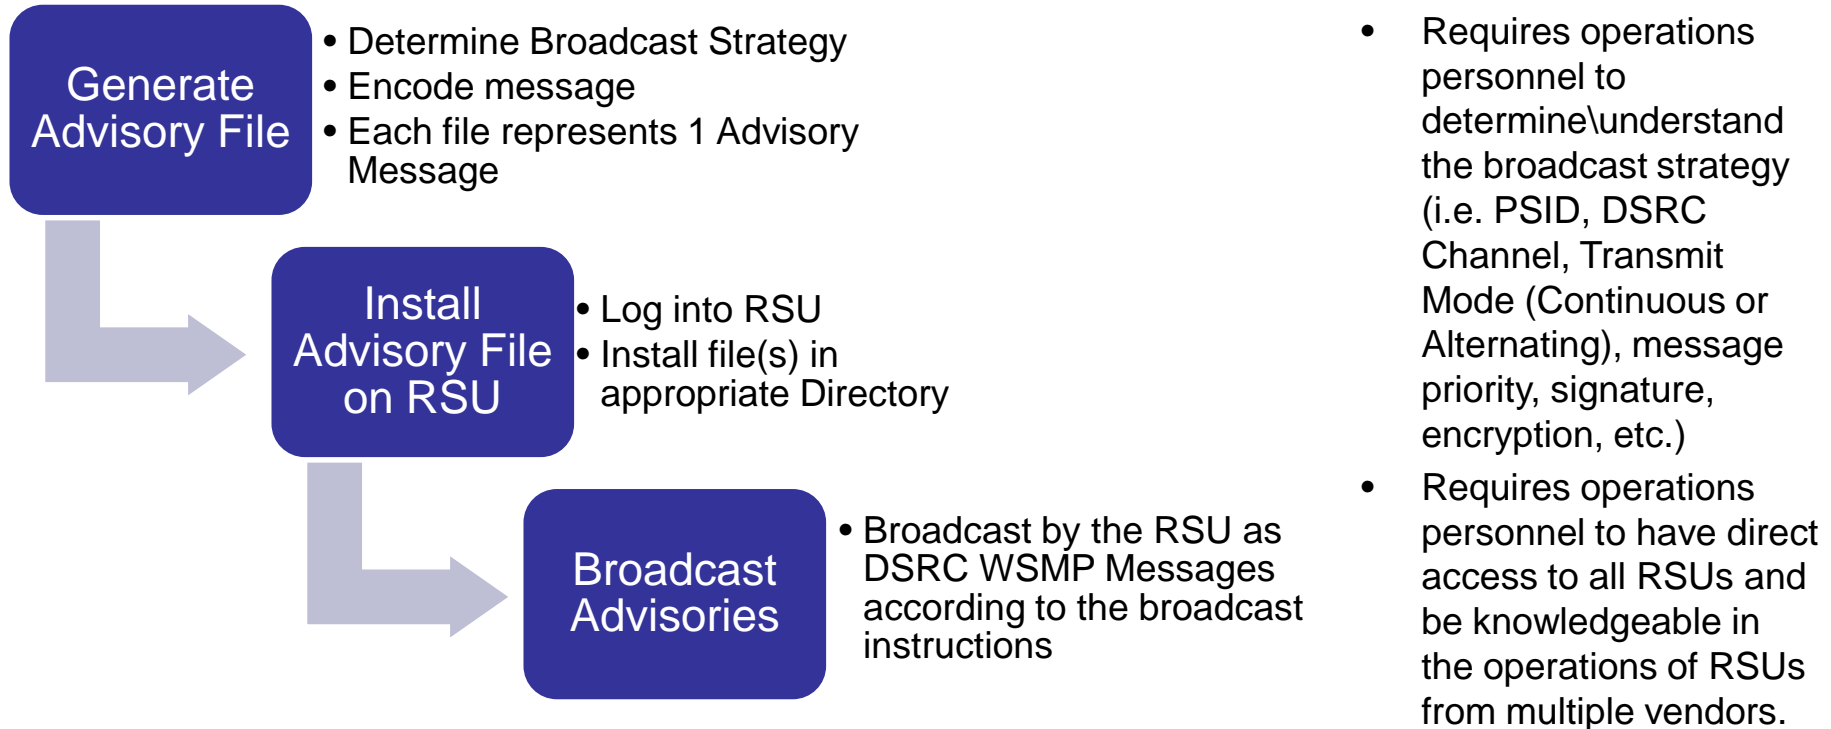 Generate
Advisory File
• Determine Broadcast Strategy
• Encode message
• Each file represents 1 Advisory
Message
Install
Advisory File
on RSU
• Log into RSU
• Install file(s) in
appropriate Directory
Broadcast
Advisories
• Broadcast by the RSU as
DSRC WSMP Messages
according to the broadcast
instructions
• Requires operations
personnel to
determine\understand
the broadcast strategy
(i.e. PSID, DSRC
Channel, Transmit
Mode (Continuous or
Alternating), message
priority, signature,
encryption, etc.)
• Requires operations
personnel to have direct
access to all RSUs and
be knowledgeable in
the operations of RSUs
from multiple vendors.